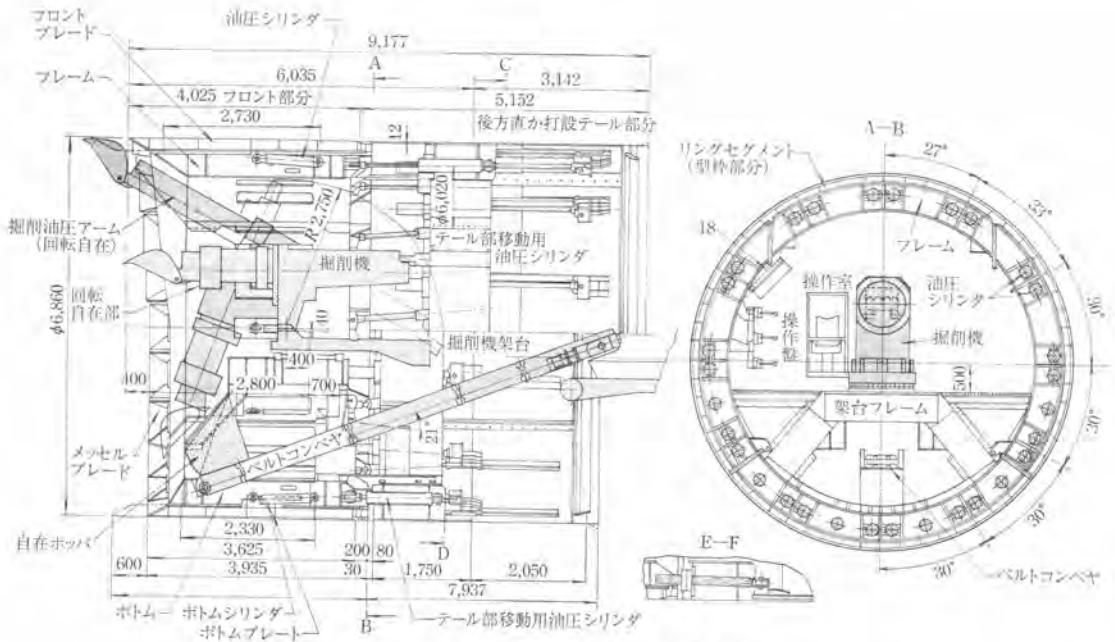 フロント
ブレード
油圧シリンダ
9,177
フレーム
6,035
A
C
3,142
4,025 フロント部分
5,152
2,730
後方直か打設テール部分
12
掘削油圧アーム
(回転自在)
R 2,750
φ6,020
テール部移動用
油圧シリンダ
掘削機
回転
自在部
φ6,860
40
掘削機架台
400
400
2,800
700
21°
ベルトコンベヤ
メッセル
ブレード
自在ホッパ
2,330
D
3,625
200
80
600
3,935
30
1,750
2,050
7,937
ボトム
ボトムシリンダ
ボトムプレート
B
テール部移動用油圧シリンダ
A—B
リングセグメント
(型枠部分)
27°
33°
18
フレーム
操作室
油圧
シリンダ
操作盤
掘削機
30°
500
架台フレーム
30°
30°
30°
ベルトコンベヤ
E—F